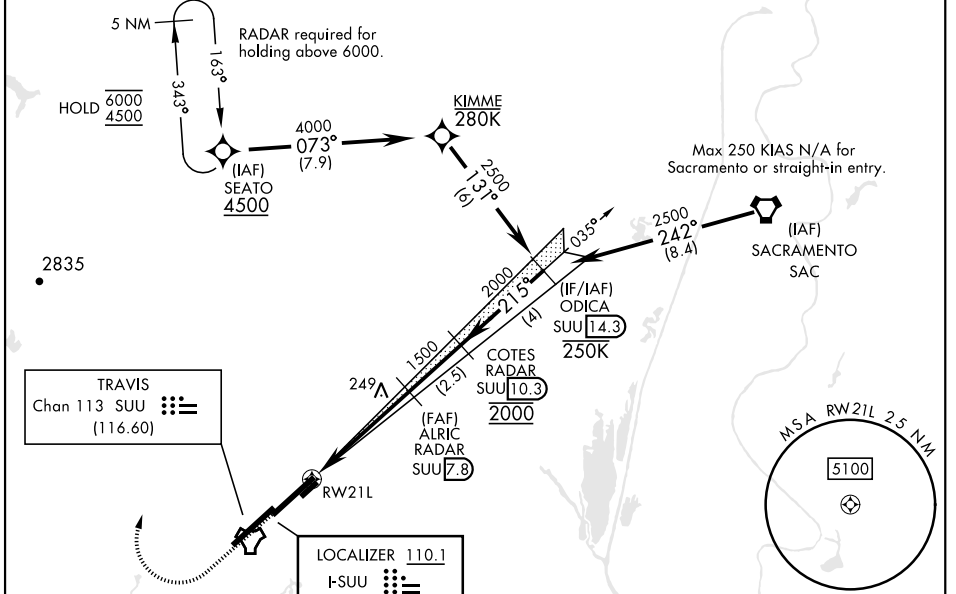 5 NM
RADAR required for
holding above 6000.
163°
343°
HOLD
6000
4500
4000
073°
(7.9)
(IAF)
SEATO
4500
KIMME
280K
2500
131°
(6)
Max 250 KIAS N/A for
Sacramento or straight-in entry.
2500
242°
(8.4)
(IAF)
SACRAMENTO
SAC
035°
2835
2000
215°
(4)
(IF/IAF)
ODICA
SUU 14.3
250K
1500
(2.5)
COTES
RADAR
SUU 10.3
2000
249
(FAF)
ALRIC
RADAR
SUU 7.8
TRAVIS
Chan 113 SUU
(116.60)
RW21L
LOCALIZER 110.1
I-SUU
MSA RW21L 25 NM
5100